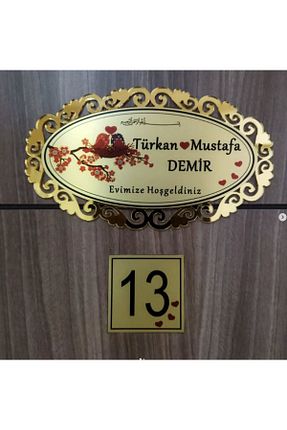 Türkan Mustafa
DEMİR
Evimize Hoşgeldiniz
13